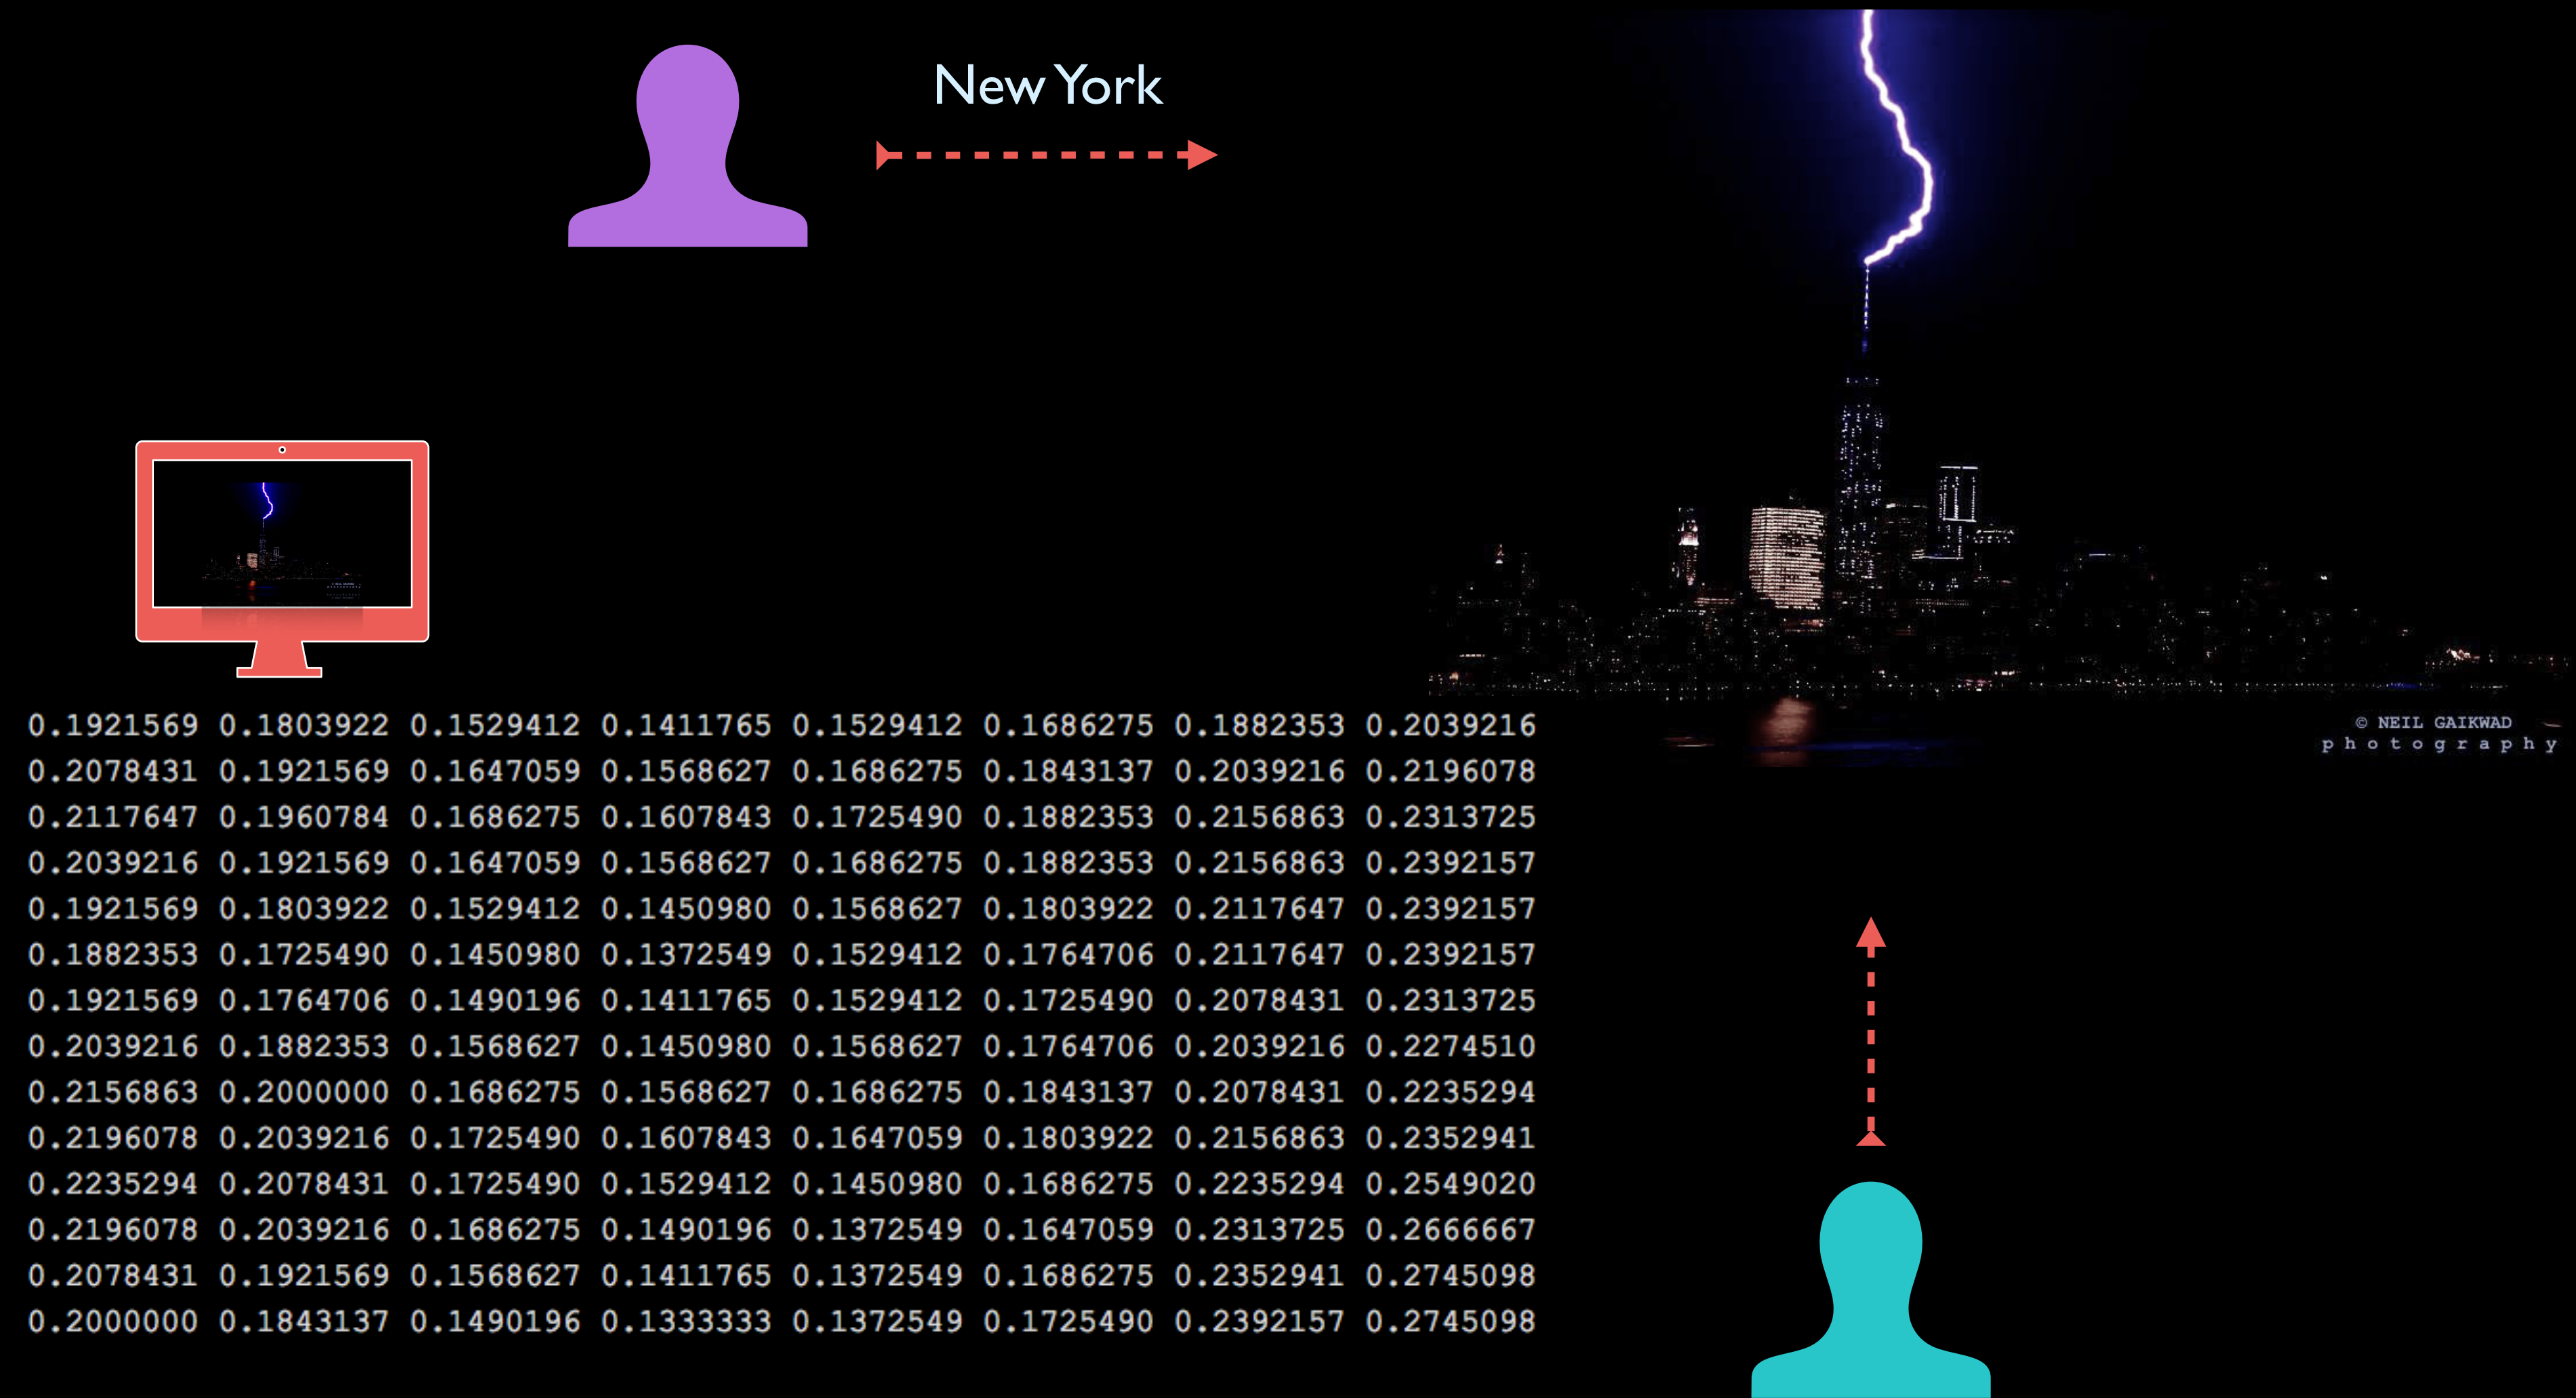 New York
0.1921569 0.1803922 0.1529412 0.1411765 0.1529412 0.1686275 0.1882353 0.2039216
0.2078431 0.1921569 0.1647059 0.1568627 0.1686275 0.1843137 0.2039216 0.2196078
0.2117647 0.1960784 0.1686275 0.1607843 0.1725490 0.1882353 0.2156863 0.2313725
0.2039216 0.1921569 0.1647059 0.1568627 0.1686275 0.1882353 0.2156863 0.2392157
0.1921569 0.1803922 0.1529412 0.1450980 0.1568627 0.1803922 0.2117647 0.2392157
0.1882353 0.1725490 0.1450980 0.1372549 0.1529412 0.1764706 0.2117647 0.2392157
0.1921569 0.1764706 0.1490196 0.1411765 0.1529412 0.1725490 0.2078431 0.2313725
0.2039216 0.1882353 0.1568627 0.1450980 0.1568627 0.1764706 0.2039216 0.2274510
0.2156863 0.2000000 0.1686275 0.1568627 0.1686275 0.1843137 0.2078431 0.2235294
0.2196078 0.2039216 0.1725490 0.1607843 0.1647059 0.1803922 0.2156863 0.2352941
0.2235294 0.2078431 0.1725490 0.1529412 0.1450980 0.1686275 0.2235294 0.2549020
0.2196078 0.2039216 0.1686275 0.1490196 0.1372549 0.1647059 0.2313725 0.2666667
0.2078431 0.1921569 0.1568627 0.1411765 0.1372549 0.1686275 0.2352941 0.2745098
0.2000000 0.1843137 0.1490196 0.1333333 0.1372549 0.1725490 0.2392157 0.2745098
© NEIL GAIKWAD
photography